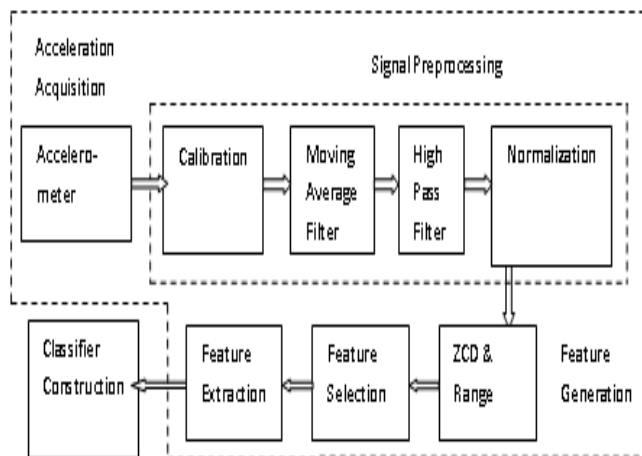 Acceleration
Acquisition
Signal Preprocessing
Accelero-
meter
Calibration
Moving
Average
Filter
High
Pass
Filter
Normalization
Classifier
Construction
Feature
Extraction
Feature
Selection
ZCD &
Range
Feature
Generation